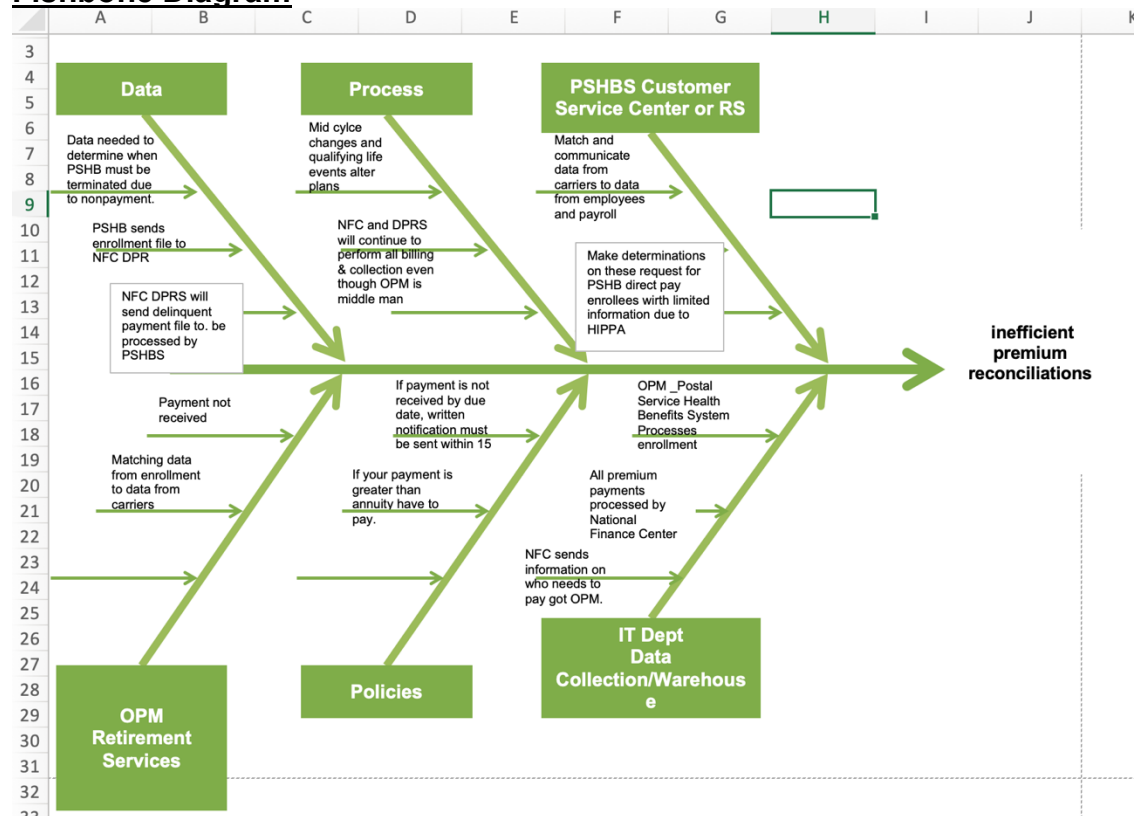 Fishbone Diagram
A B C D E F G H I J K
3
4
5
6
7
8
9
10
11
12
13
14
15
16
17
18
19
20
21
22
23
24
25
26
27
28
29
30
31
32
33
Data
Process
PSHBS Customer
Service Center or RS
Data needed to
determine when
PSHB must be
terminated due
to nonpayment.
PSHB sends
enrollment file to
NFC DPR
NFC DPRS will
send delinquent
payment file to. be
processed by
PSHBS
Mid cylce
changes and
qualifying life
events alter
plans
NFC and DPRS
will continue to
perform all billing
& collection even
though OPM is
middle man
Match and
communicate
data from
carriers to data
from employees
and payroll
Make determinations
on these request for
PSHB direct pay
enrollees wirth limited
information due to
HIPPA
inefficient
premium
reconciliations
Payment not
received
Matching data
from enrollment
to data from
carriers
If payment is not
received by due
date, written
notification must
be sent within 15
If your payment is
greater than
annuity have to
pay.
OPM _Postal
Service Health
Benefits System
Processes
enrollment
All premium
payments
processed by
National
Finance Center
NFC sends
information on
who needs to
pay got OPM.
OPM
Retirement
Services
Policies
IT Dept
Data
Collection/Warehous
e